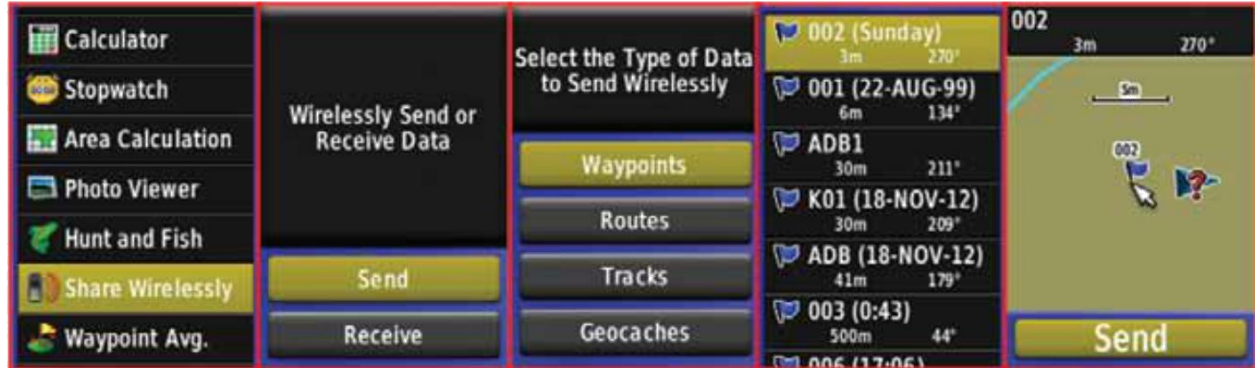 Calculator
Stopwatch
Area Calculation
Photo Viewer
Hunt and Fish
Share Wirelessly
Waypoint Avg.
Wirelessly Send or
Receive Data
Send
Receive
Select the Type of Data
to Send Wirelessly
Waypoints
Routes
Tracks
Geocaches
002 (Sunday)
3m 270°
001 (22-AUG-99)
6m 134°
ADB1
30m 211°
K01 (18-NOV-12)
30m 209°
ADB (18-NOV-12)
41m 179°
003 (0:43)
500m 44°
006 (17:06)
002
3m 270°
5m
002
Send